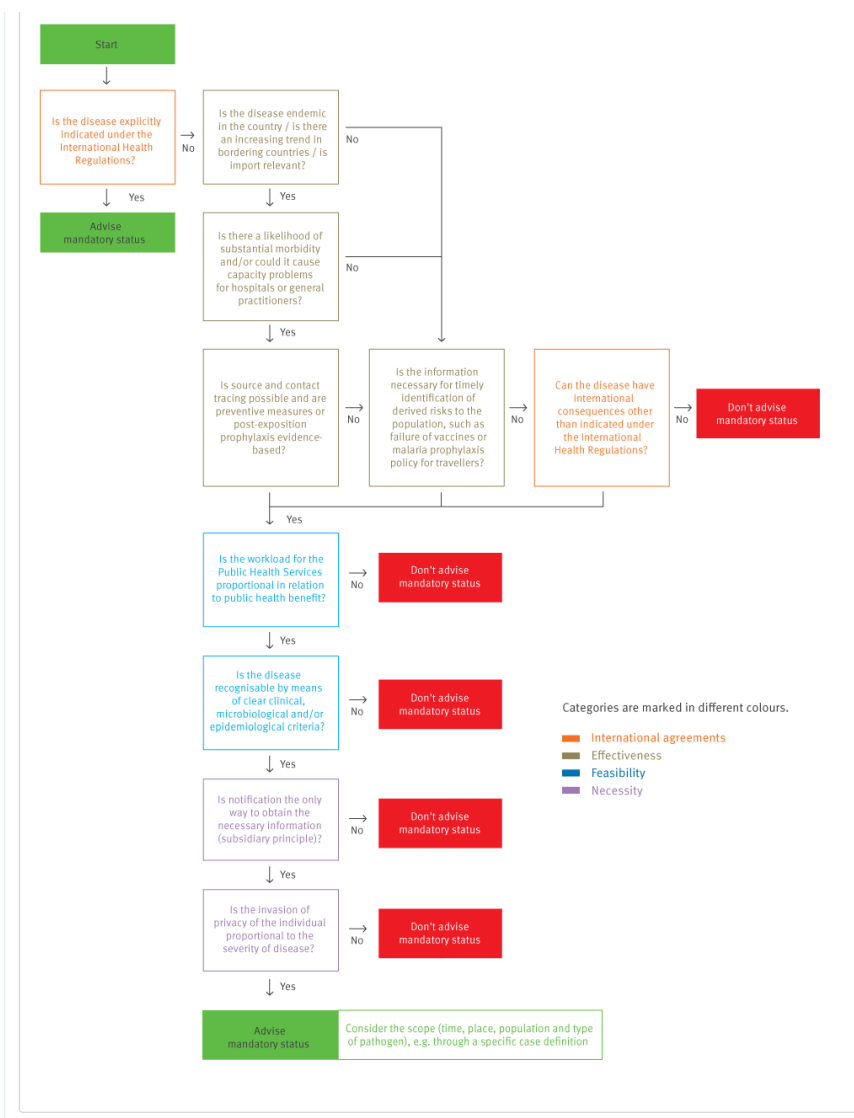 Start
Is the disease explicitly
indicated under the
International Health
Regulations?
No
Is the disease endemic
in the country / is there
an increasing trend in
bordering countries / is
import relevant?
No
Yes
Yes
Advise
mandatory status
Is there a likelihood of
substantial morbidity
and/or could it cause
capacity problems
for hospitals or general
practitioners?
No
Yes
Is source and contact
tracing possible and are
preventive measures or
post-exposition
prophylaxis evidence-
based?
No
Is the information
necessary for timely
identification of
derived risks to the
population, such as
failure of vaccines or
malaria prophylaxis
policy for travellers?
No
Can the disease have
international
consequences other
than indicated under
the International
Health Regulations?
No
Don't advise
mandatory status
Yes
Is the workload for the
Public Health Services
proportional in relation
to public health benefit?
No
Don't advise
mandatory status
Yes
Is the disease
recognisable by means
of clear clinical,
microbiological and/or
epidemiological criteria?
No
Don't advise
mandatory status
Categories are marked in different colours.
International agreements
Effectiveness
Feasibility
Necessity
Yes
Is notification the only
way to obtain the
necessary information
(subsidiary principle)?
No
Don't advise
mandatory status
Yes
Is the invasion of
privacy of the individual
proportional to the
severity of disease?
No
Don't advise
mandatory status
Yes
Advise
mandatory status
Consider the scope (time, place, population and type
of pathogen), e.g. through a specific case definition